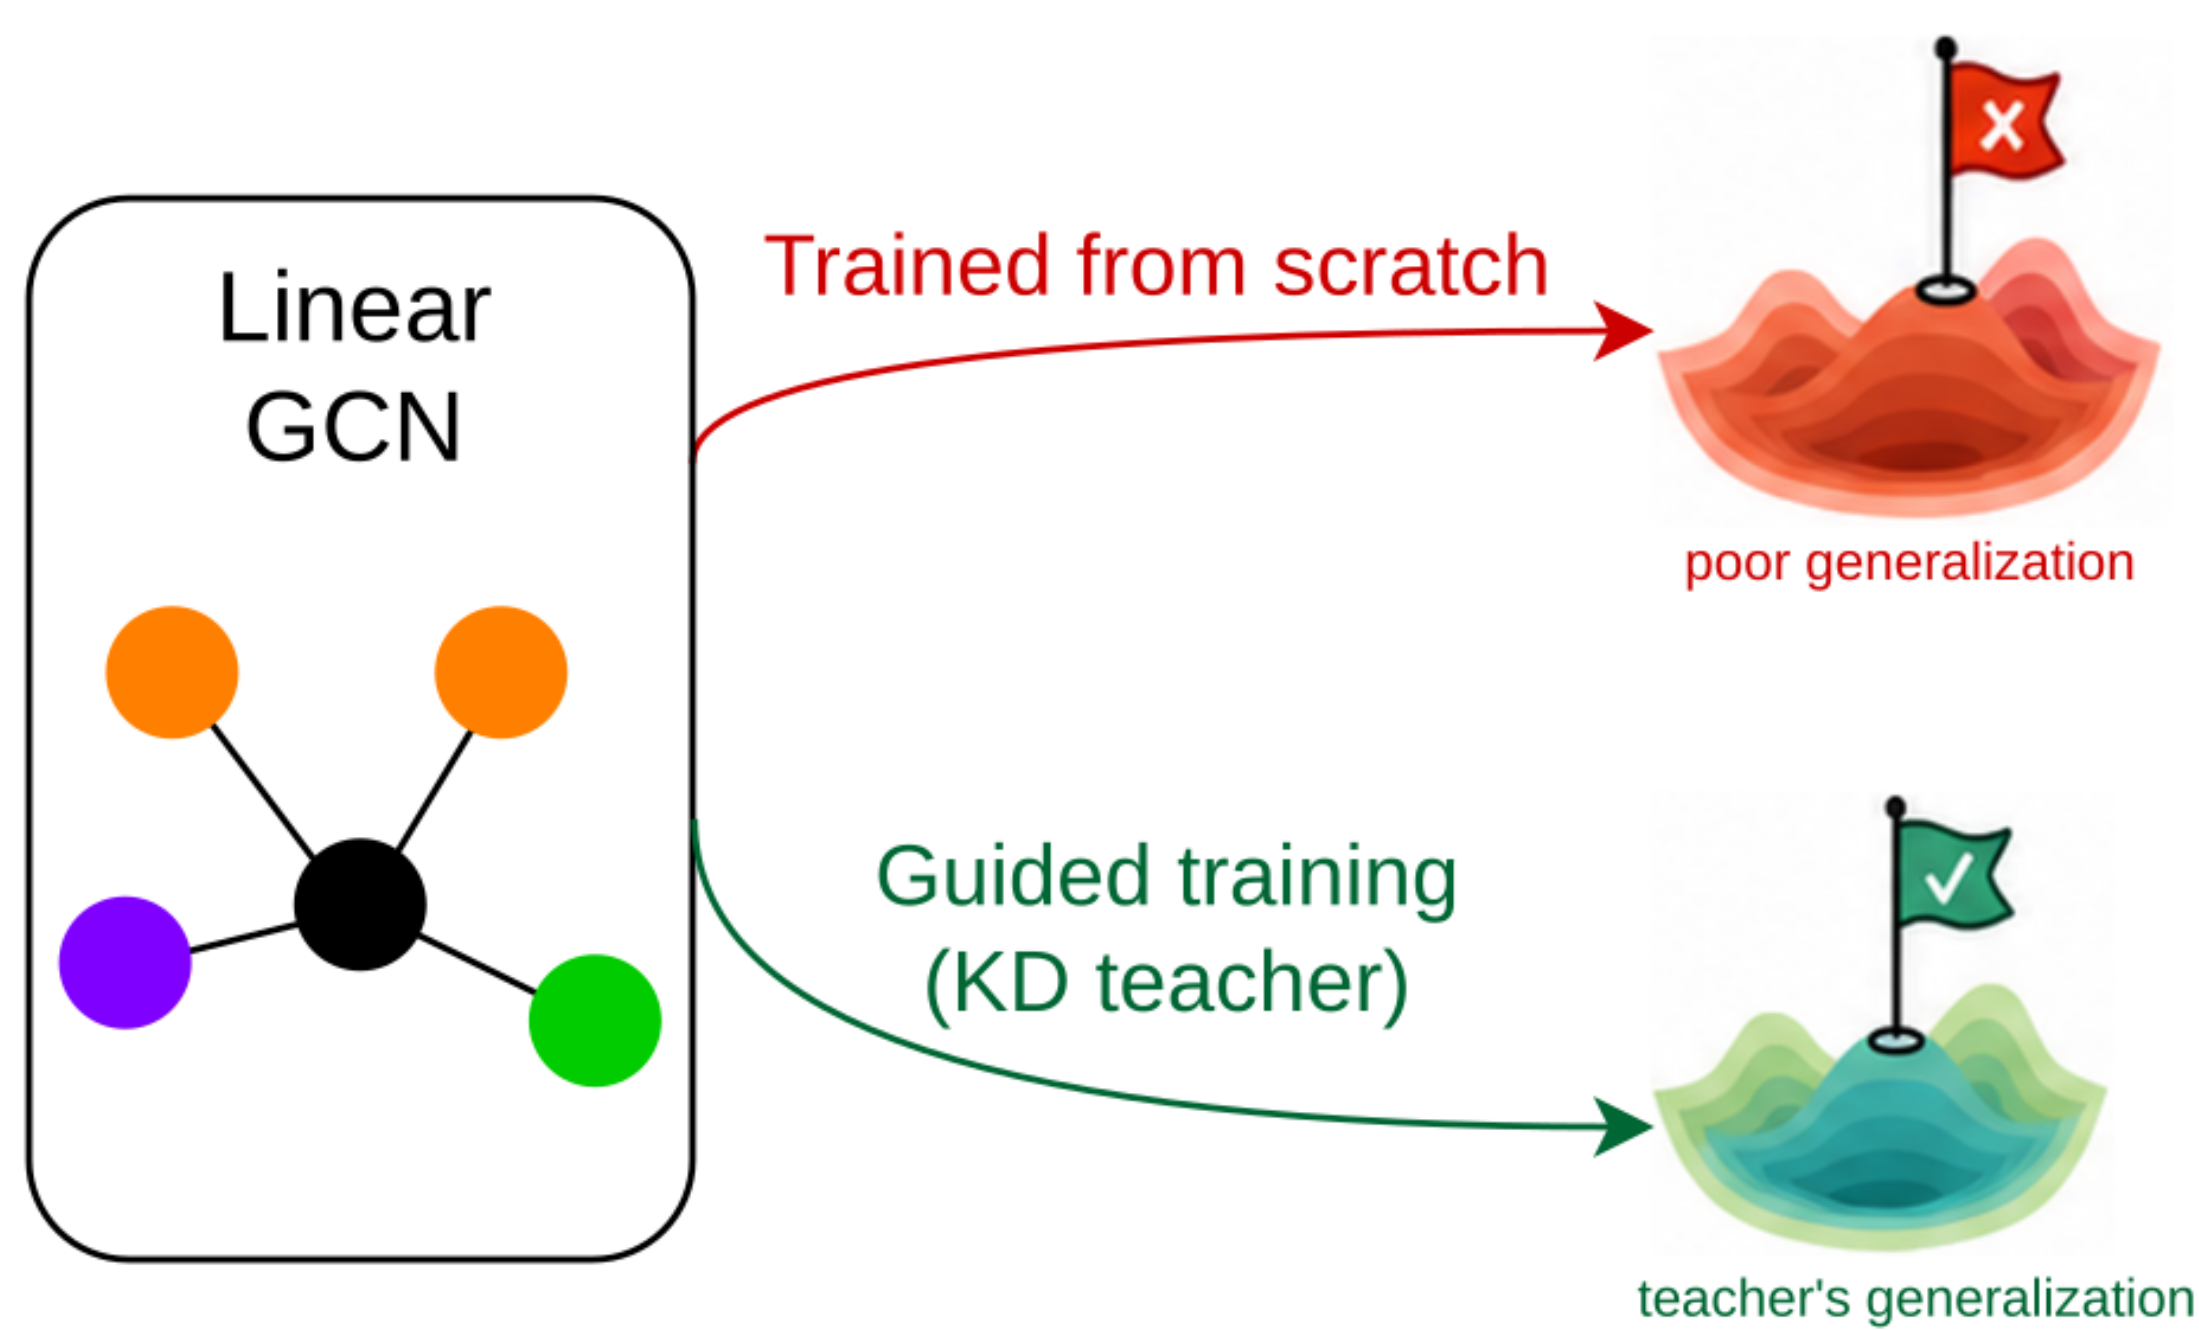 Linear
GCN
Trained from scratch
poor generalization
Guided training
(KD teacher)
teacher's generalization